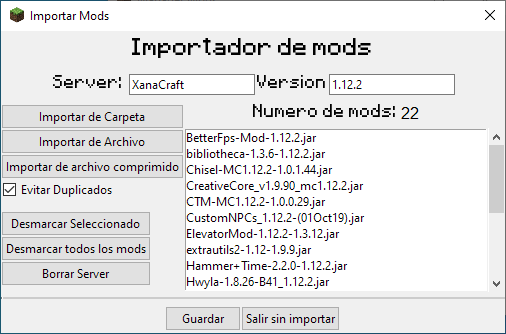 Importar Mods
Importador de mods
Server: XanaCraft Version 1.12.2
Importar de Carpeta
Numero de mods: 22
Importar de Archivo
Importar de archivo comprimido
Evitar Duplicados
Desmarcar Seleccionado
Desmarcar todos los mods
Borrar Server
BetterFps-Mod-1.12.2.jar
bibliotheca-1.3.6-1.12.2.jar
Chisel-MC1.12.2-1.0.1.44.jar
CreativeCore_v1.9.90_mc1.12.2.jar
CTM-MC1.12.2-1.0.0.29.jar
CustomNPCs_1.12.2-(01Oct19).jar
ElevatorMod-1.12.2-1.3.12.jar
extrautils2-1.12-1.9.9.jar
Hammer+Time-2.2.0-1.12.2.jar
Hwyla-1.8.26-B41_1.12.2.jar
Guardar Salir sin importar